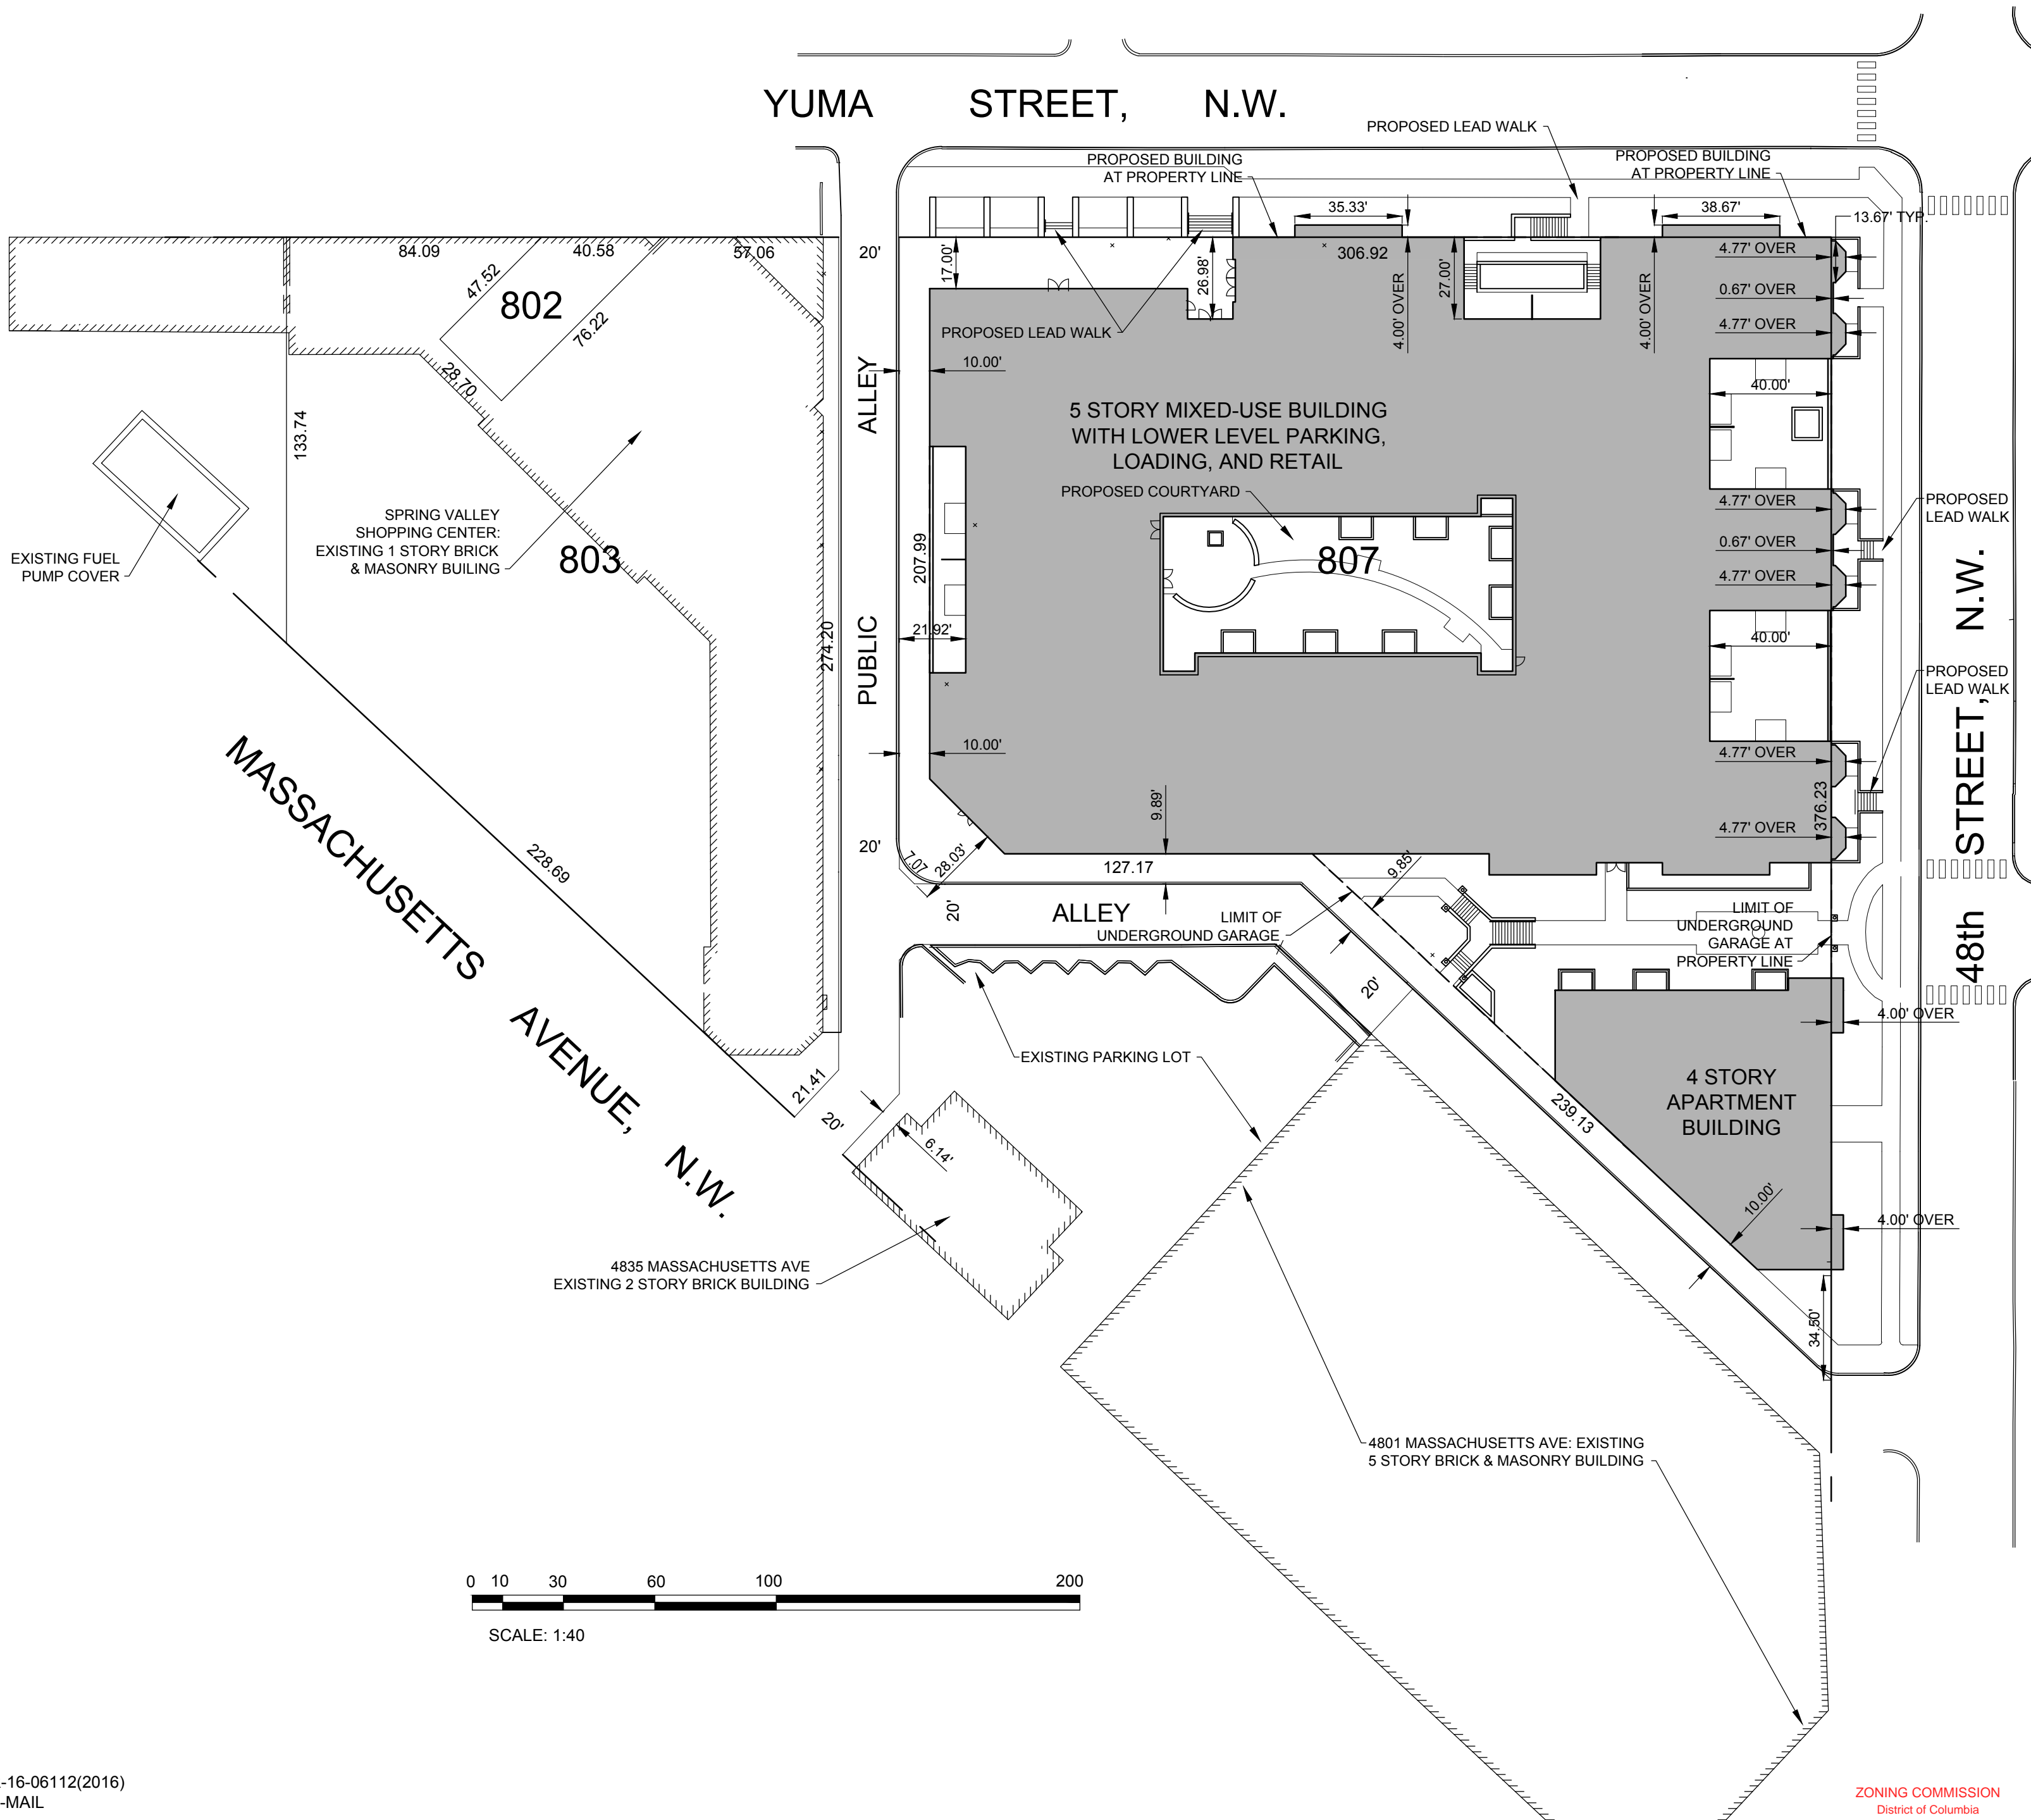 YUMA STREET, N.W.
PROPOSED LEAD WALK
PROPOSED BUILDING
AT PROPERTY LINE
PROPOSED BUILDING
AT PROPERTY LINE
35.33'
38.67'
13.67' TYP.
84.09
40.58
57.06
20'
17.00'
26.98'
306.92
4.00' OVER
27.00'
4.00' OVER
4.77' OVER
0.67' OVER
4.77' OVER
47.52
802
76.22
28.70
PROPOSED LEAD WALK
10.00'
ALLEY
40.00'
133.74
5 STORY MIXED-USE BUILDING
WITH LOWER LEVEL PARKING,
LOADING, AND RETAIL
PROPOSED COURTYARD
807
4.77' OVER
0.67' OVER
4.77' OVER
PROPOSED
LEAD WALK
EXISTING FUEL
PUMP COVER
SPRING VALLEY
SHOPPING CENTER:
EXISTING 1 STORY BRICK
& MASONRY BUILING
803
207.99
21.92'
274.20
PUBLIC
40.00'
PROPOSED
LEAD WALK
48th STREET, N.W.
10.00'
4.77' OVER
376.23
4.77' OVER
MASSACHUSETTS AVENUE, N.W.
228.69
9.89'
20'
7.07
28.03'
127.17
9.85'
20'
ALLEY
LIMIT OF
UNDERGROUND GARAGE
LIMIT OF
UNDERGROUND
GARAGE AT
PROPERTY LINE
20'
4.00' OVER
EXISTING PARKING LOT
21.41
20'
6.14'
239.13
4 STORY
APARTMENT
BUILDING
10.00'
4.00' OVER
4835 MASSACHUSETTS AVE
EXISTING 2 STORY BRICK BUILDING
34.50'
4801 MASSACHUSETTS AVE: EXISTING
5 STORY BRICK & MASONRY BUILDING
0 10 30 60 100 200
SCALE: 1:40
-16-06112(2016)
-MAIL
ZONING COMMISSION
District of Columbia